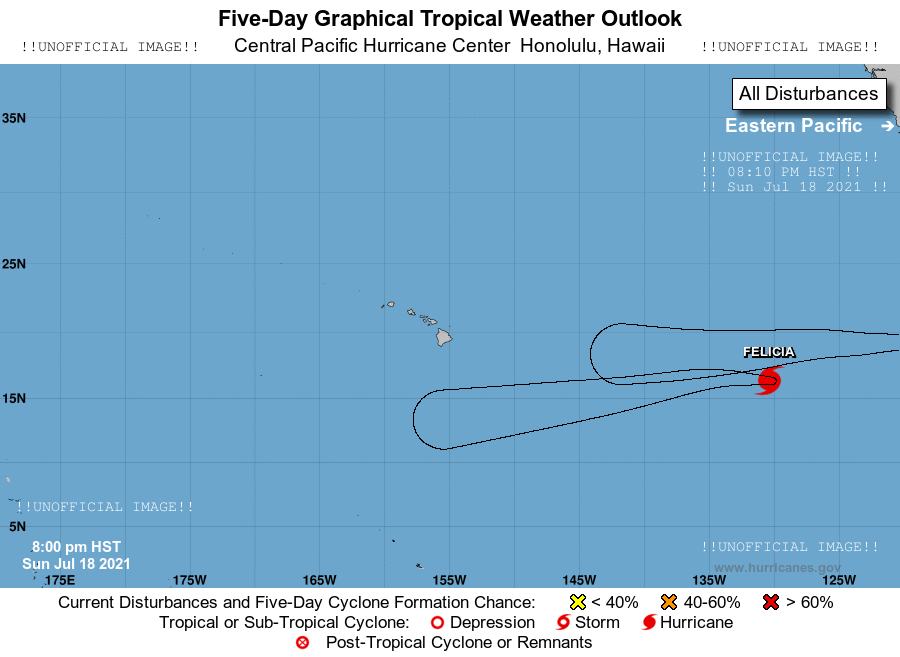 Five-Day Graphical Tropical Weather Outlook
!!UNOFFICIAL IMAGE!! Central Pacific Hurricane Center Honolulu, Hawaii !!UNOFFICIAL IMAGE!!
All Disturbances
35N
Eastern Pacific
!!UNOFFICIAL IMAGE!!
!! 08:10 PM HST !!
!! Sun Jul 18 2021 !!
25N
FELICIA
15N
!!UNOFFICIAL IMAGE!!
5N
8:00 pm HST
Sun Jul 18 2021
!!UNOFFICIAL IMAGE!!
www.hurricanes.gov
175E 175W 165W 155W 145W 135W 125W
Current Disturbances and Five-Day Cyclone Formation Chance: < 40% 40-60% > 60%
Tropical or Sub-Tropical Cyclone: Depression Storm Hurricane
Post-Tropical Cyclone or Remnants